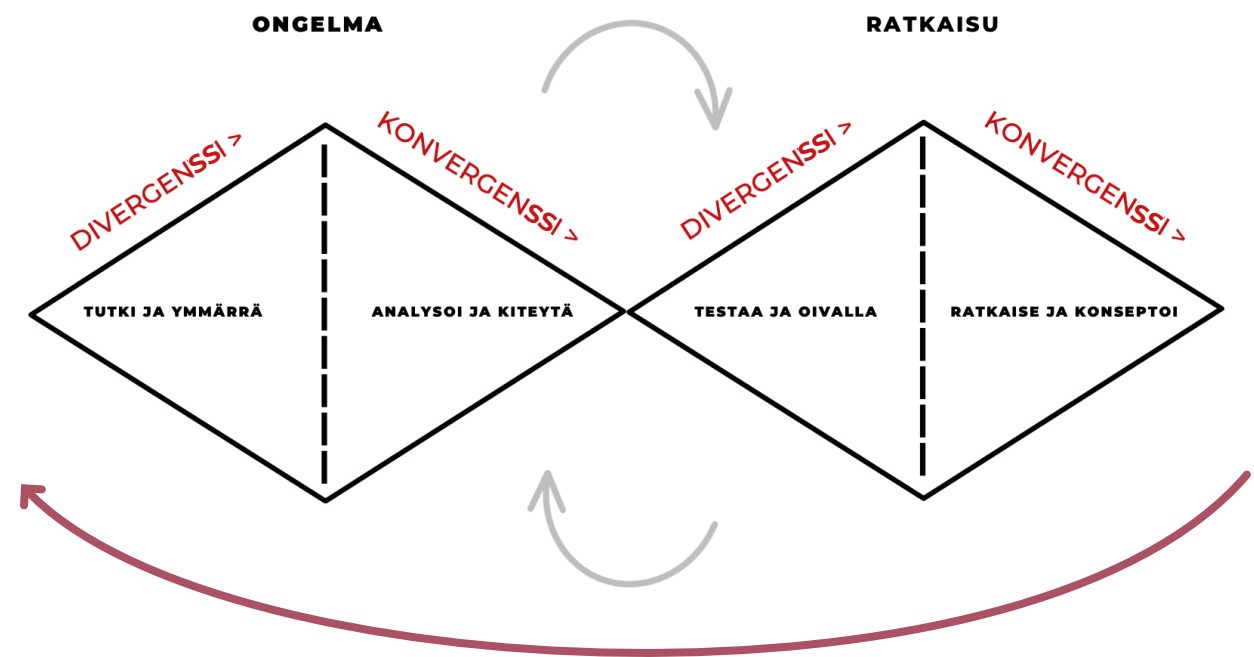 ONGELMA
RATKAISU
DIVERGENSSI >
KONVERGENSSI >
DIVERGENSSI >
KONVERGENSSI >
TUTKI JA YMMÄRRÄ
ANALYSOI JA KITEYTÄ
TESTAA JA OIVALLA
RATKAISE JA KONSEPTOI